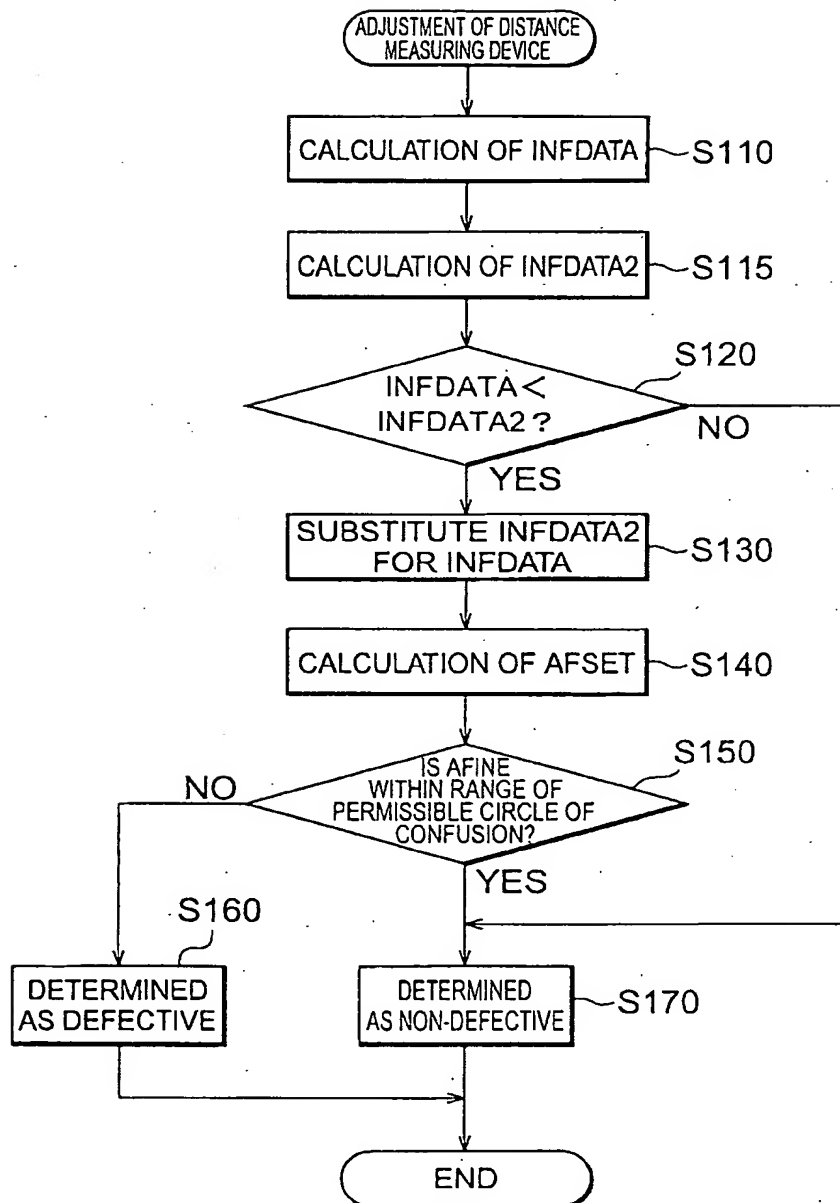 ADJUSTMENT OF DISTANCE
MEASURING DEVICE
CALCULATION OF INFDATA
S110
CALCULATION OF INFDATA2
S115
S120
INFDATA<
INFDATA2?
NO
YES
SUBSTITUTE INFDATA2
FOR INFDATA
S130
CALCULATION OF AFSET
S140
S150
IS AFINE
WITHIN RANGE OF
PERMISSIBLE CIRCLE OF
CONFUSION?
NO
YES
S160
DETERMINED
AS DEFECTIVE
DETERMINED
AS NON-DEFECTIVE
S170
END